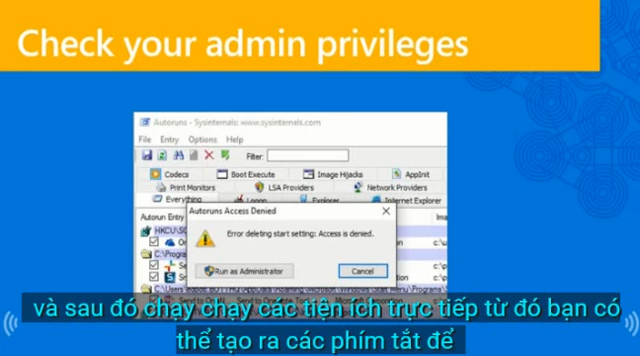 Check your admin privileges
Autoruns - Sysinternals: www.sysinternals.com
File Entry Options Help
Filter:
Codecs Boot Execute Image Hijacks AppInit
Print Monitors LSA Providers Network Providers
Everything Logon Explorer Internet Explorer
Autorun Entry
Autoruns Access Denied
Error deleting start setting: Access is denied.
Run as Administrator Cancel
và sau đó chạy chạy các tiện ích trực tiếp từ đó bạn có
thể tạo ra các phím tắt để